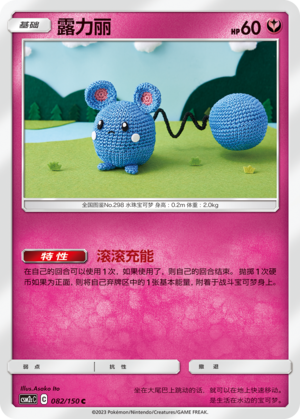 基础
露力丽
HP60
全国图鉴No.298 水珠宝可梦 身高：0.2m 体重：2.0kg
特性
滚滚充能
在自己的回合可以使用1次，如果使用了，则自己的回合结束。抛掷1次硬
币如果为正面，则将自己弃牌区中的1张基本能量，附着于战斗宝可梦身上。
弱点
抗性
撤退
Illus. Asako Ito
CSM2cC C 082/150 C
坐在大尾巴上跳动的话，就可以在地上快速移动。
是生活在水边的宝可梦。
©2023 Pokémon/Nintendo/Creatures/GAME FREAK.